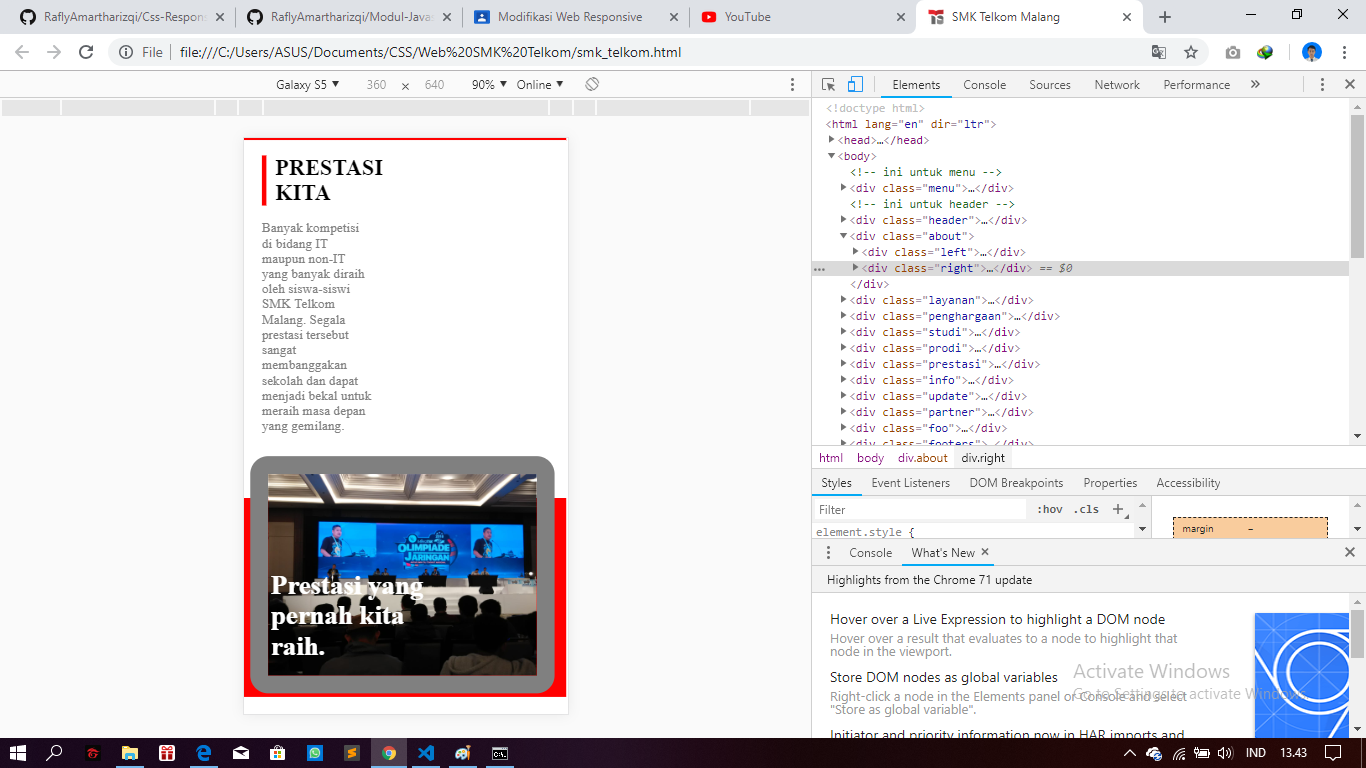 RaflyAmartharizqi/Css-Respon
RaflyAmartharizqi/Modul-Java
Modifikasi Web Responsive
YouTube
SMK Telkom Malang
File
file:///C:/Users/ASUS/Documents/CSS/Web%20SMK%20Telkom/smk_telkom.html
Galaxy S5 ▼ 360 × 640 90% ▼ Online ▼
PRESTASI
KITA
Banyak kompetisi
di bidang IT
maupun non-IT
yang banyak diraih
oleh siswa-siswi
SMK Telkom
Malang. Segala
prestasi tersebut
sangat
membanggakan
sekolah dan dapat
menjadi bekal untuk
meraih masa depan
yang gemilang.
OLIMPIADE
JARINGAN
Prestasi yang
pernah kita
raih.
Elements Console Sources Network Performance »
<!doctype html>
<html lang="en" dir="ltr">
<head>…</head>
<body>
<!-- ini untuk menu -->
<div class="menu">…</div>
<!-- ini untuk header -->
<div class="header">…</div>
<div class="about">
<div class="left">…</div>
<div class="right">…</div> == $0
</div>
<div class="layanan">…</div>
<div class="penghargaan">…</div>
<div class="studi">…</div>
<div class="prodi">…</div>
<div class="prestasi">…</div>
<div class="info">…</div>
<div class="update">…</div>
<div class="partner">…</div>
<div class="foo">…</div>
<div class="footers">…</div>
html body div.about div.right
Styles Event Listeners DOM Breakpoints Properties Accessibility
Filter :hov .cls +
element.style {
margin –
Console What's New ×
Highlights from the Chrome 71 update
Hover over a Live Expression to highlight a DOM node
Hover over a result that evaluates to a node to highlight that
node in the viewport.
Store DOM nodes as global variables
Right-click a node in the Elements panel or Console and select
"Store as global variable".
Initiator and priority information now in HAR imports and
Activate Windows
Go to Settings to activate Windows.
IND 13.43